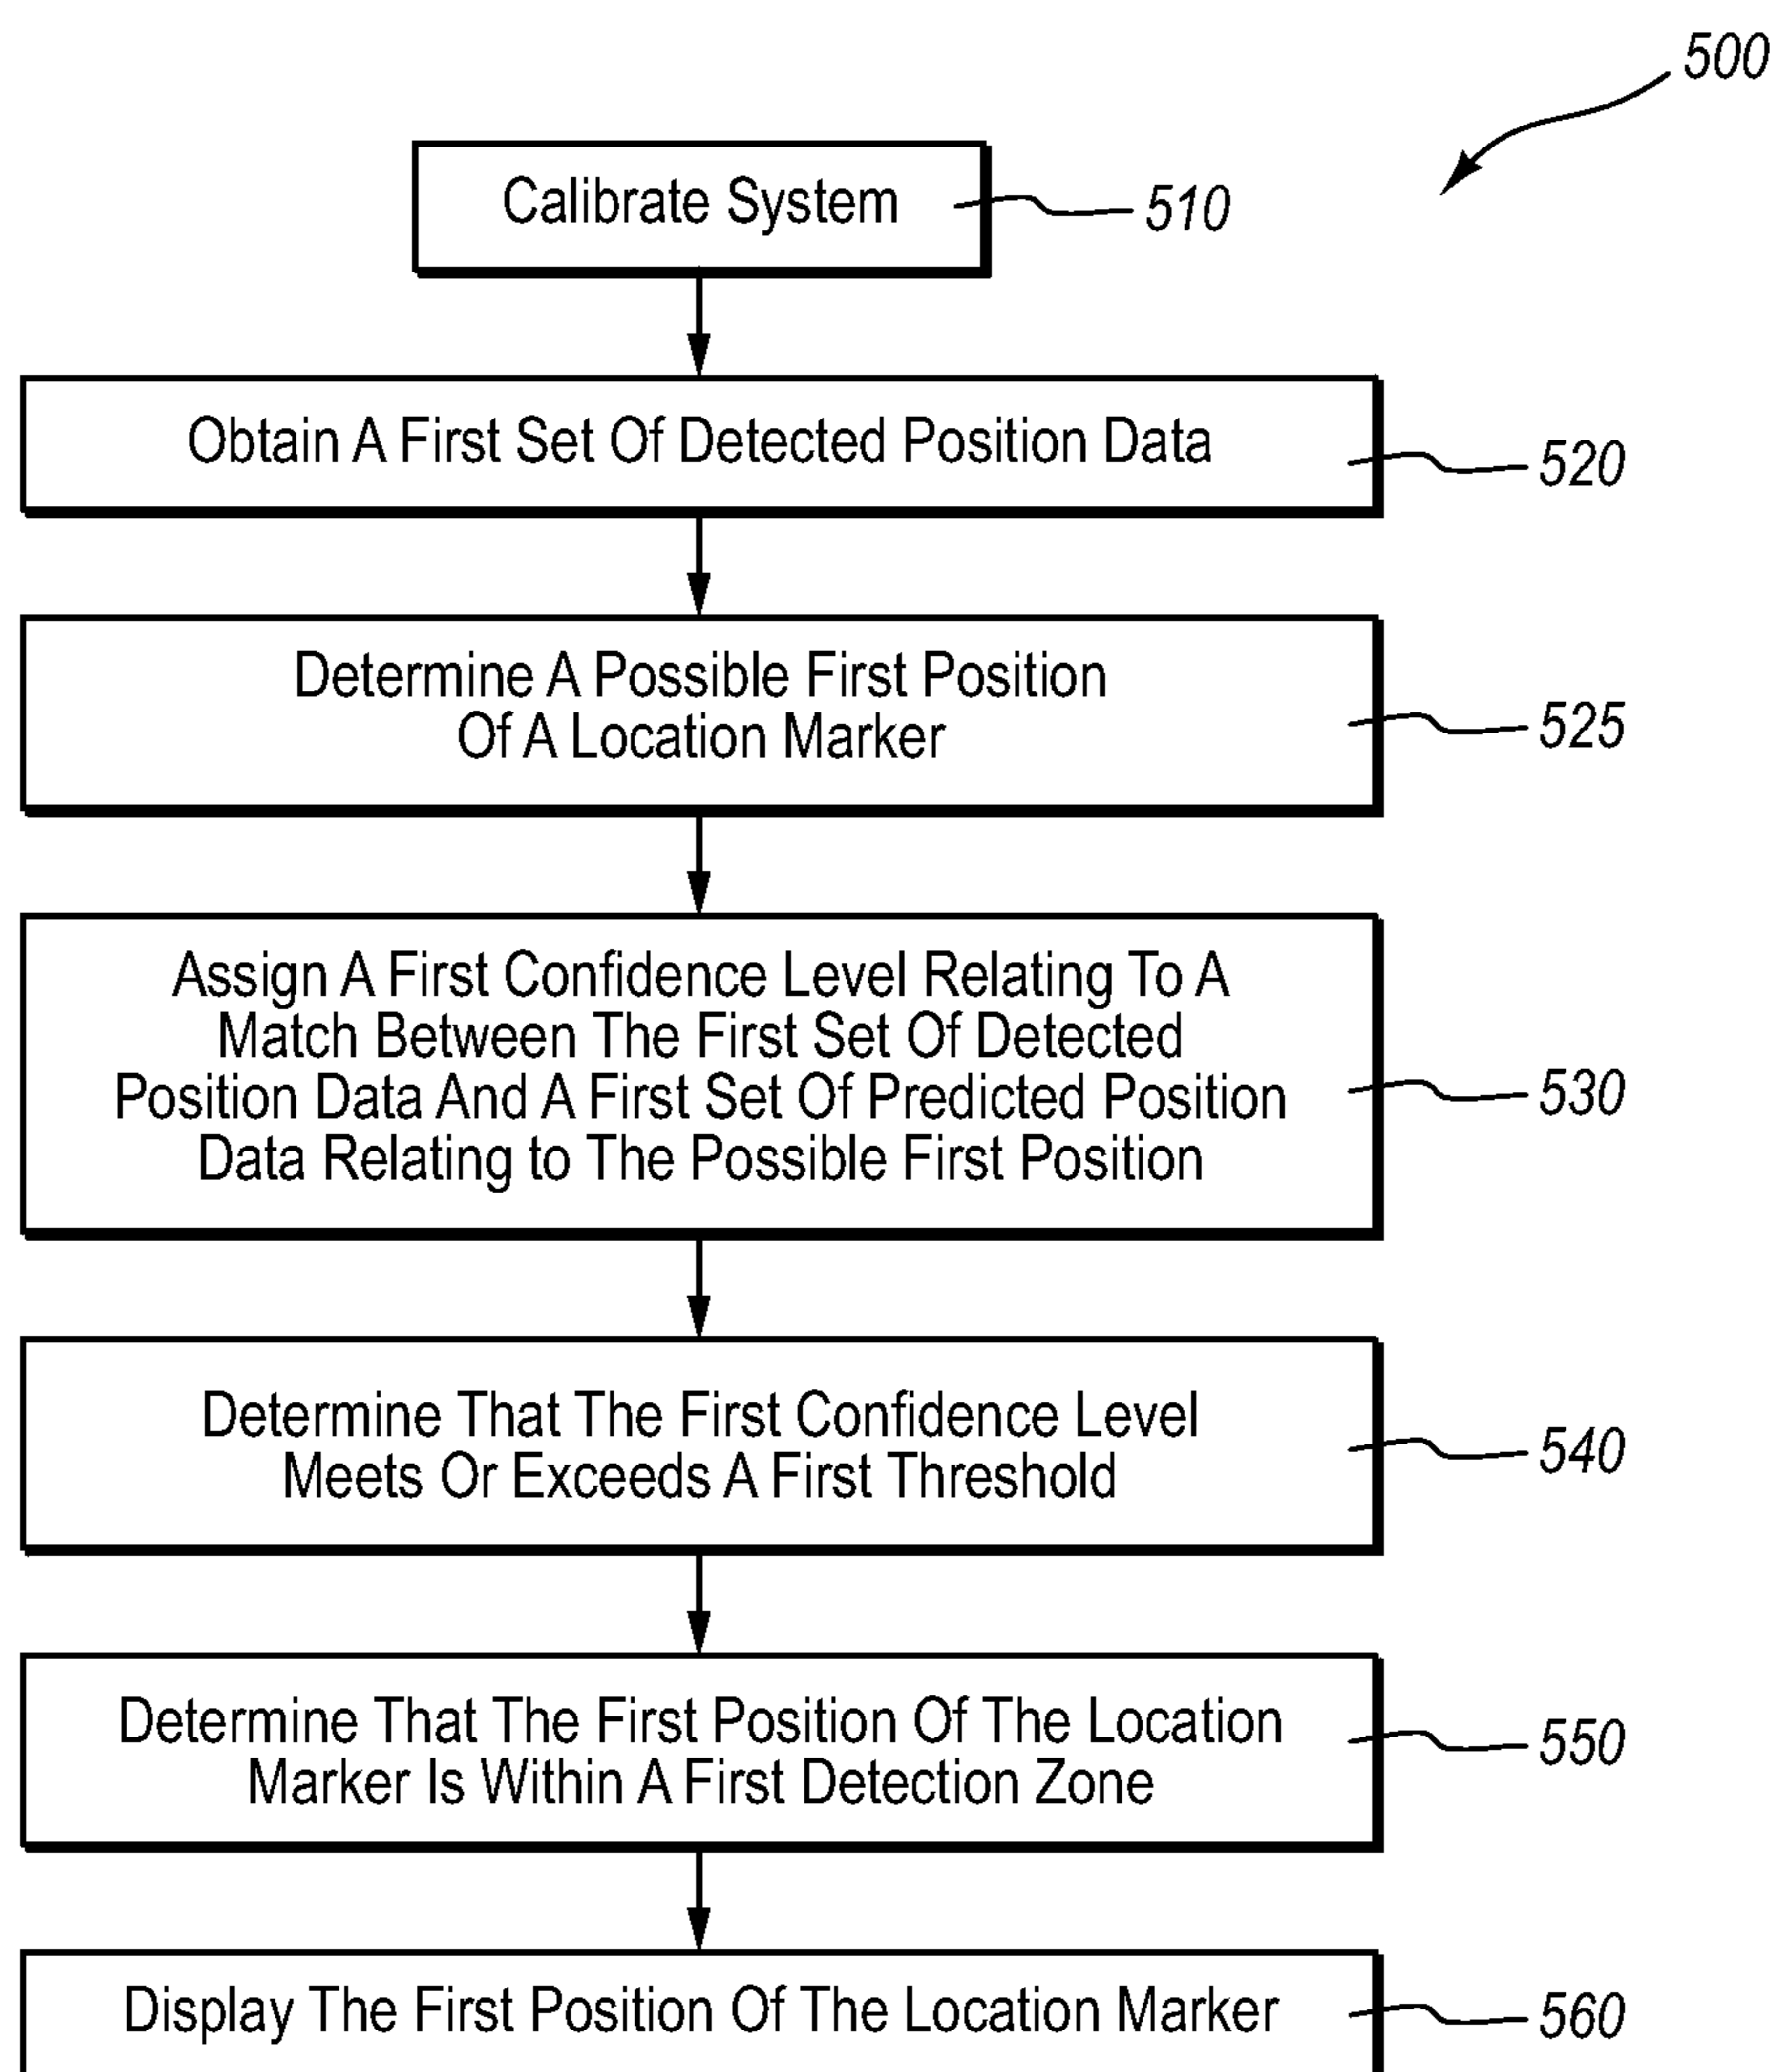 500
Calibrate System
510
Obtain A First Set Of Detected Position Data
520
Determine A Possible First Position
Of A Location Marker
525
Assign A First Confidence Level Relating To A
Match Between The First Set Of Detected
Position Data And A First Set Of Predicted Position
Data Relating to The Possible First Position
530
Determine That The First Confidence Level
Meets Or Exceeds A First Threshold
540
Determine That The First Position Of The Location
Marker Is Within A First Detection Zone
550
Display The First Position Of The Location Marker
560